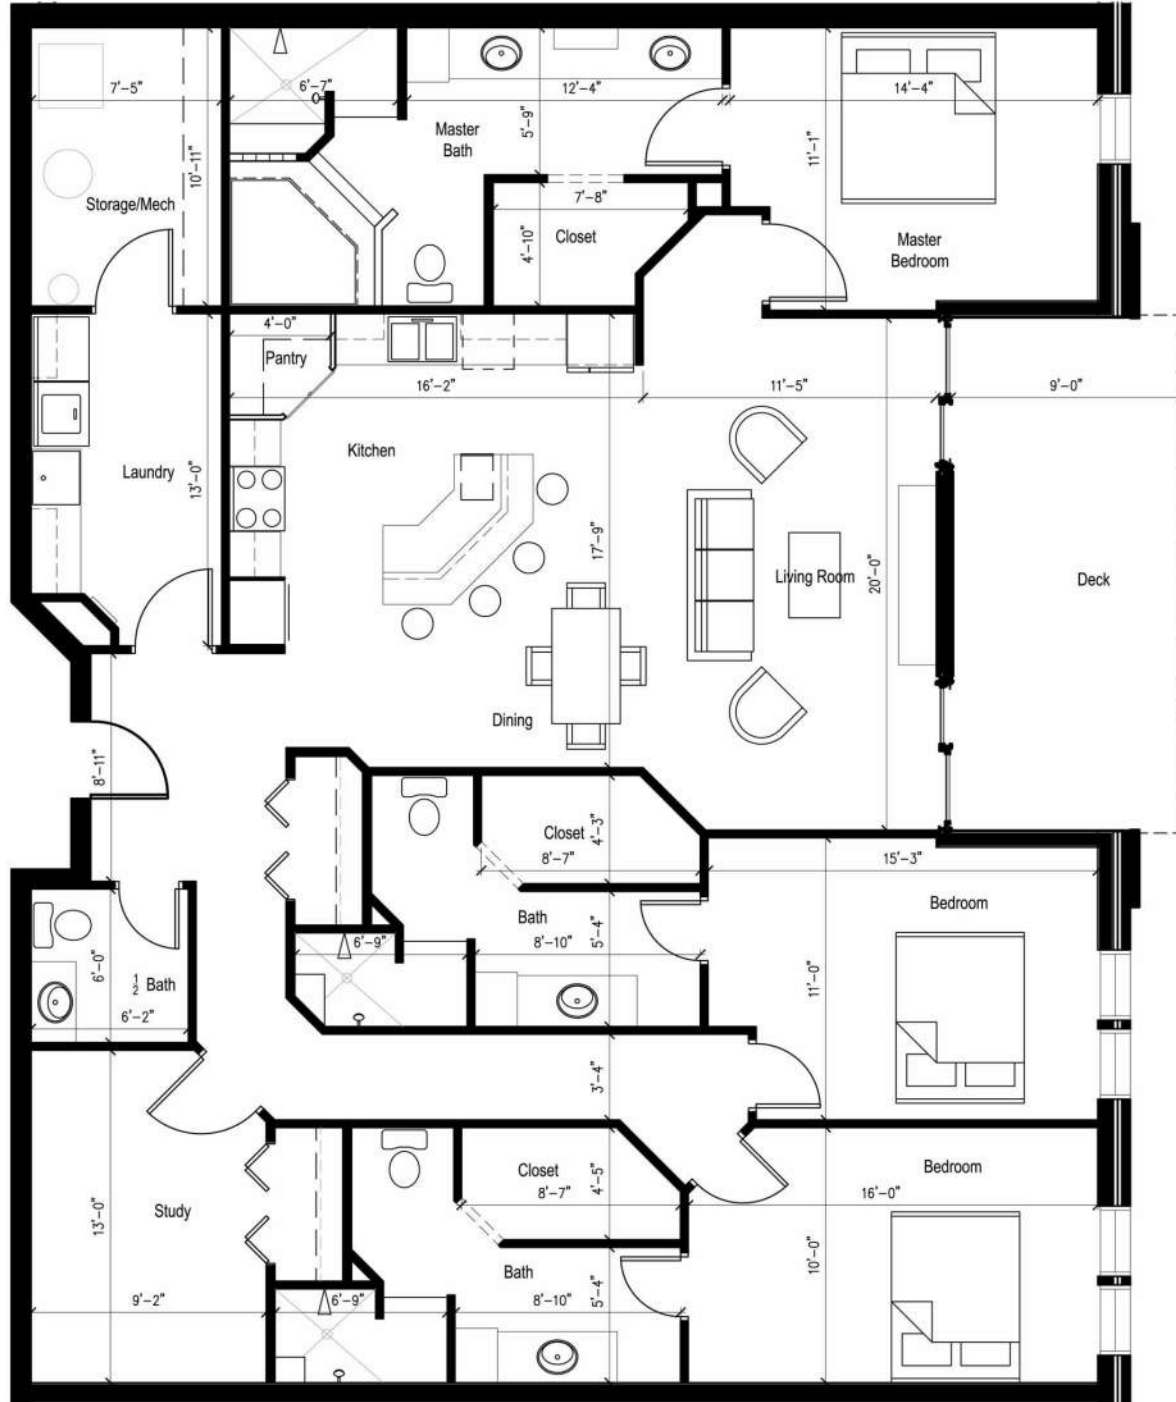 7'-5"
6'-7"
12'-4"
14'-4"
5'-9"
11'-1"
Master
Bath
10'-11"
Storage/Mech
7'-8"
4'-10"
Closet
Master
Bedroom
4'-0"
Pantry
16'-2"
11'-5"
9'-0"
Kitchen
Laundry
13'-0"
17'-9"
Living Room
20'-0"
Deck
Dining
8'-11"
Closet
4'-3"
8'-7"
15'-3"
Bedroom
Bath
6'-9"
8'-10"
5'-4"
11'-0"
6'-0"
1/2 Bath
6'-2"
3'-4"
Closet
8'-7"
4'-5"
Bedroom
16'-0"
Study
13'-0"
10'-0"
Bath
9'-2"
6'-9"
8'-10"
5'-4"